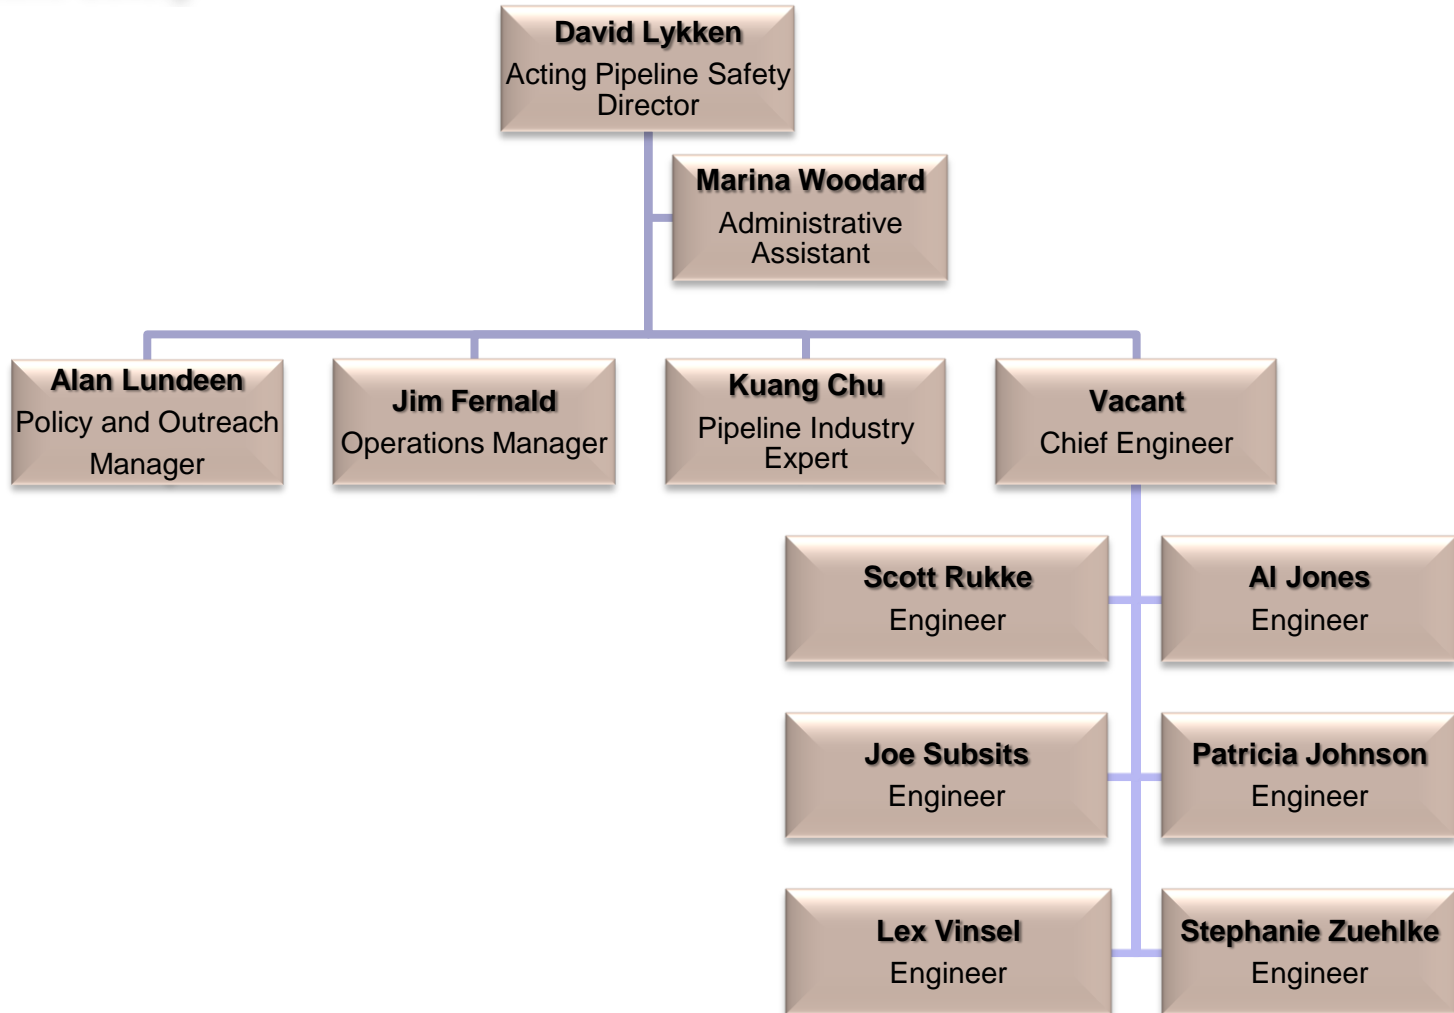 David Lykken
Acting Pipeline Safety
Director
Marina Woodard
Administrative
Assistant
Alan Lundeen
Policy and Outreach
Manager
Jim Fernald
Operations Manager
Kuang Chu
Pipeline Industry
Expert
Vacant
Chief Engineer
Scott Rukke
Engineer
Al Jones
Engineer
Joe Subsits
Engineer
Patricia Johnson
Engineer
Lex Vinsel
Engineer
Stephanie Zuehlke
Engineer